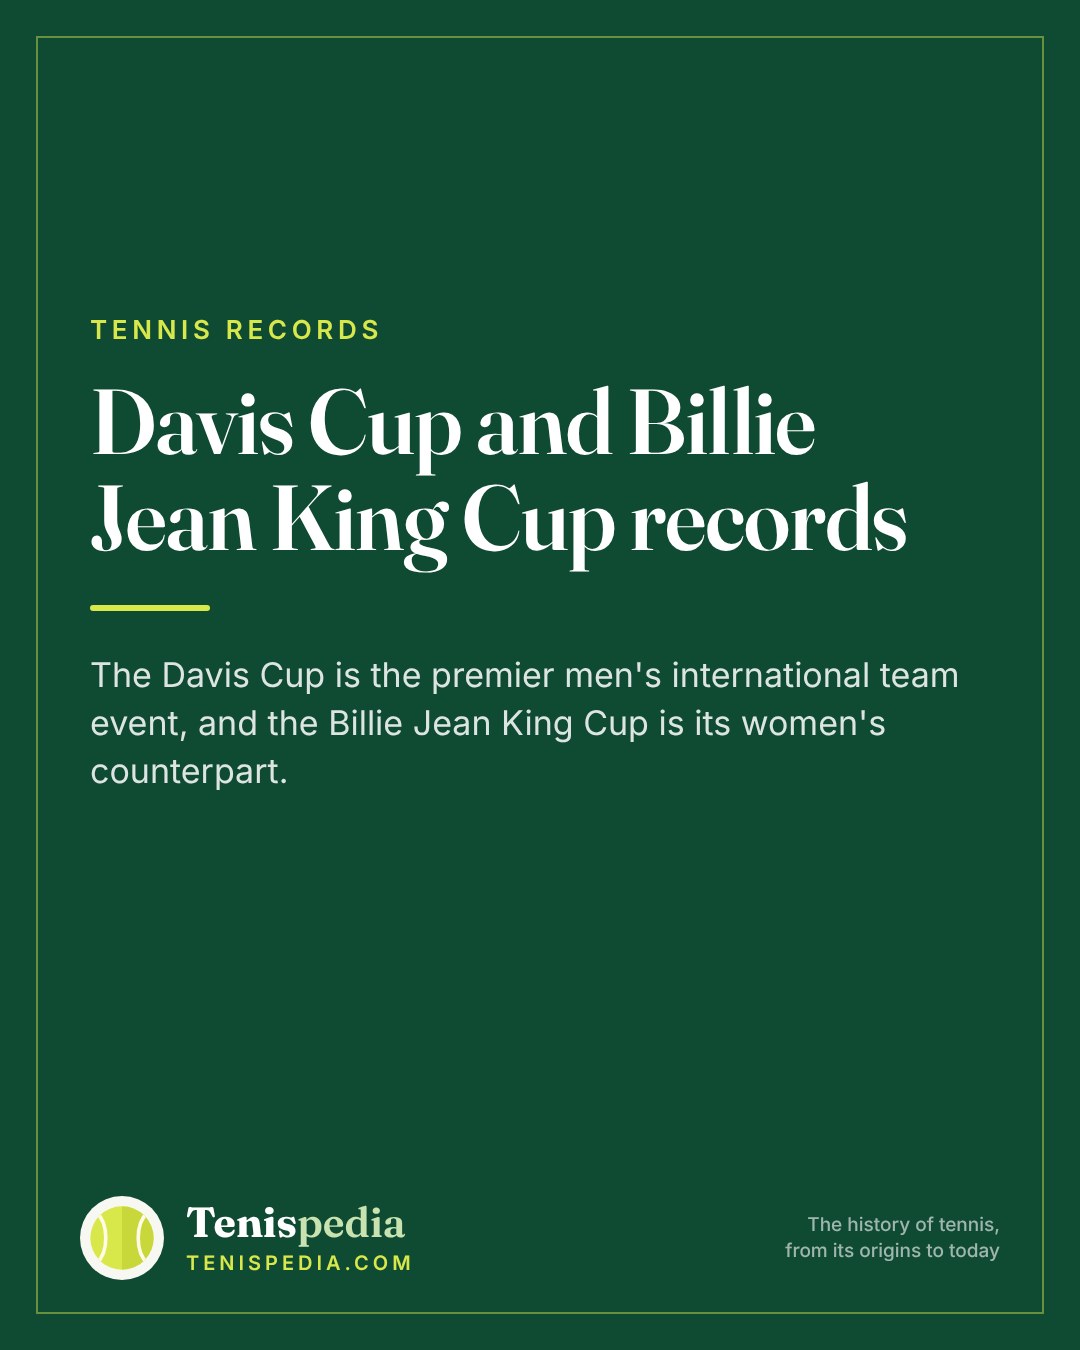 TENNIS RECORDS
Davis Cup and Billie
Jean King Cup records
The Davis Cup is the premier men's international team
event, and the Billie Jean King Cup is its women's
counterpart.
Tenispedia
TENISPEDIA.COM
The history of tennis,
from its origins to today